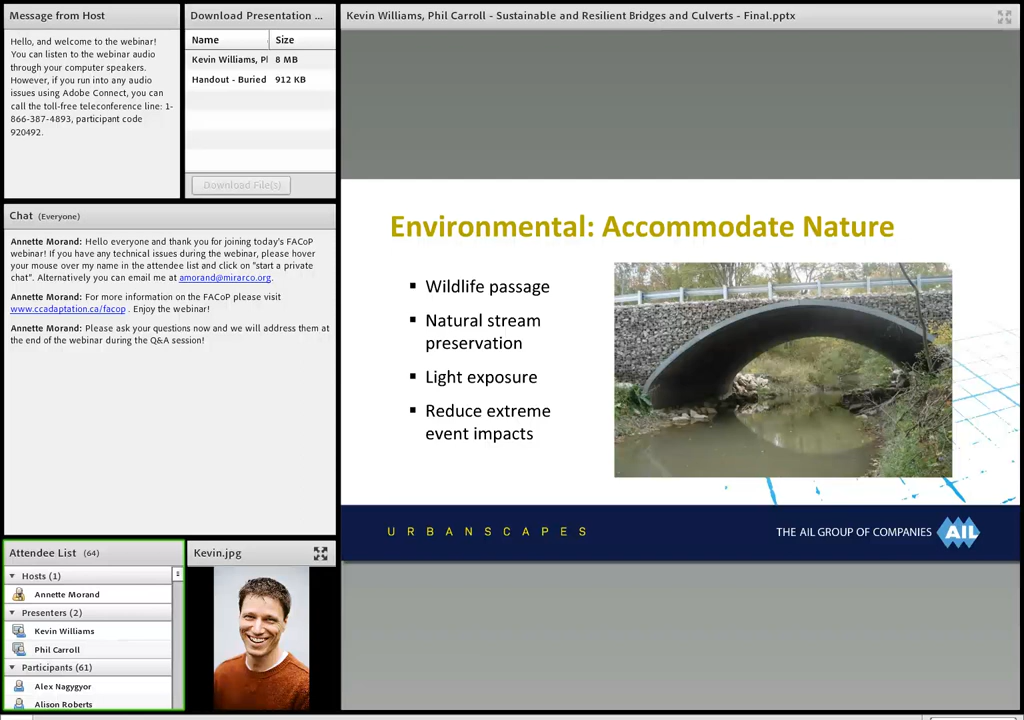 Message from Host
Hello, and welcome to the webinar!
You can listen to the webinar audio
through your computer speakers.
However, if you run into any audio
issues using Adobe Connect, you can
call the toll-free teleconference line: 1-
866-387-4893, participant code
920492.
Download Presentation ...
Name Size
Kevin Williams, Pl 8 MB
Handout - Buried 912 KB
Download File(s)
Chat (Everyone)
Annette Morand: Hello everyone and thank you for joining today's FACoP
webinar! If you have any technical issues during the webinar, please hover
your mouse over my name in the attendee list and click on "start a private
chat". Alternatively you can email me at amorand@mirarco.org.
Annette Morand: For more information on the FACoP please visit
www.ccadaptation.ca/facop . Enjoy the webinar!
Annette Morand: Please ask your questions now and we will address them at
the end of the webinar during the Q&A session!
Attendee List (64)
Hosts (1)
Annette Morand
Presenters (2)
Kevin Williams
Phil Carroll
Participants (61)
Alex Nagygyor
Alison Roberts
Kevin.jpg
Kevin Williams, Phil Carroll - Sustainable and Resilient Bridges and Culverts - Final.pptx
Environmental: Accommodate Nature
▪ Wildlife passage
▪ Natural stream
preservation
▪ Light exposure
▪ Reduce extreme
event impacts
URBANSCAPES
THE AIL GROUP OF COMPANIES AIL